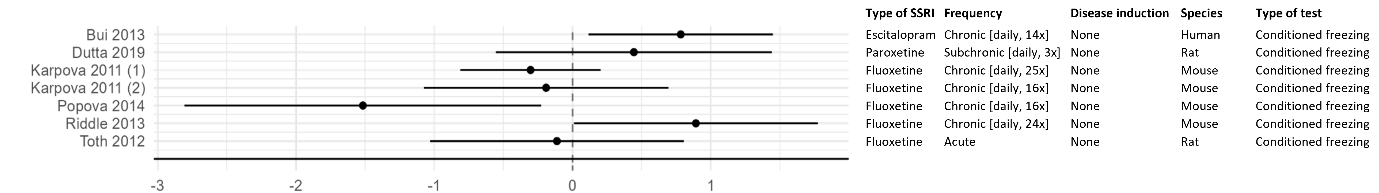 Type of SSRI Frequency Disease induction Species Type of test
Bui 2013 Escitalopram Chronic [daily, 14x] None Human Conditioned freezing
Dutta 2019 Paroxetine Subchronic [daily, 3x] None Rat Conditioned freezing
Karpova 2011 (1) Fluoxetine Chronic [daily, 25x] None Mouse Conditioned freezing
Karpova 2011 (2) Fluoxetine Chronic [daily, 16x] None Mouse Conditioned freezing
Popova 2014 Fluoxetine Chronic [daily, 16x] None Mouse Conditioned freezing
Riddle 2013 Fluoxetine Chronic [daily, 24x] None Mouse Conditioned freezing
Toth 2012 Fluoxetine Acute None Rat Conditioned freezing
-3 -2 -1 0 1